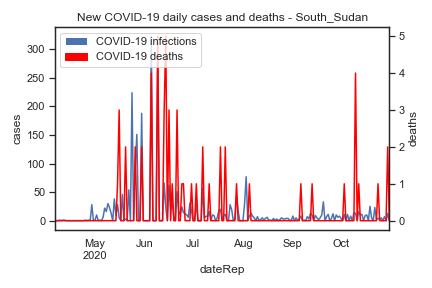 New COVID-19 daily cases and deaths - South_Sudan
COVID-19 infections
COVID-19 deaths
300
250
200
150
100
50
0
cases
5
4
3
2
1
0
deaths
May Jun Jul Aug Sep Oct
2020
dateRep